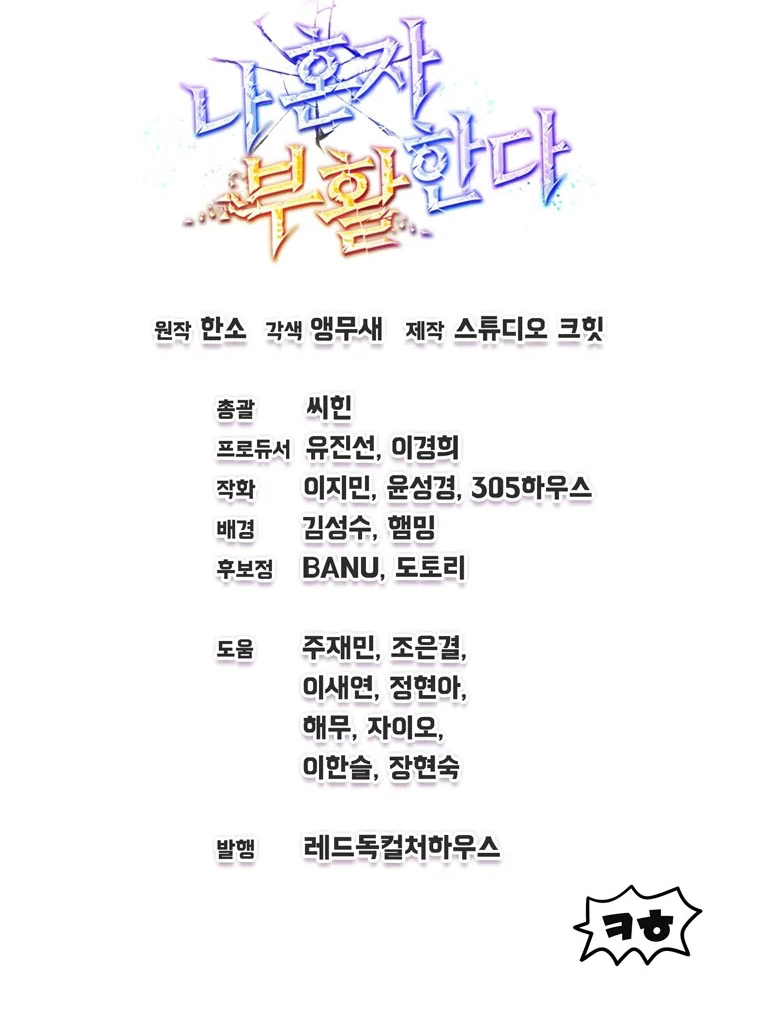 나 혼자
부활한다
원작 한소 각색 앵무새 제작 스튜디오 크힛
총괄 씨힌
프로듀서 유진선, 이경희
작화 이지민, 윤성경, 305하우스
배경 김성수, 햄밍
후보정 BANU, 도토리
도움 주재민, 조은결,
이새연, 정현아,
해무, 자이오,
이한슬, 장현숙
발행 레드독컬처하우스
ㅋㅎ